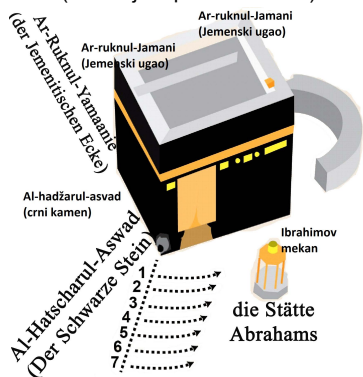 Ar-ruknul-Jamani
(Jemenski ugao)
Ar-ruknul-Jamani
(Jemenski ugao)
Ar-Ruknul-Yamaanie
(der Jemenitischen Ecke)
Al-hadžarul-asvad
(crni kamen)
Al-Hatscharul-Aswad
(Der Schwarze Stein)
Ibrahimov
mekan
die Stätte
Abrahams
1
2
3
4
5
6
7